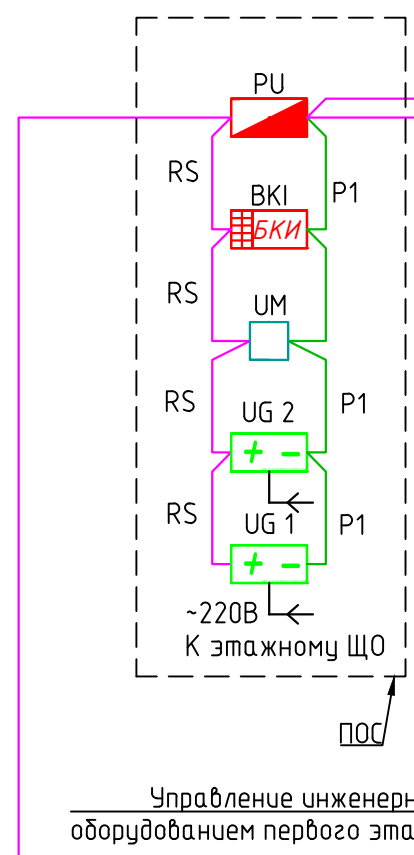 PU
RS
P1
BKI
БКИ
RS
UM
RS
P1
UG 2
+ -
RS
P1
UG 1
+ -
~220В
К этажному ЩО
ПОС
Управление инженерн
оборудованием первого эта